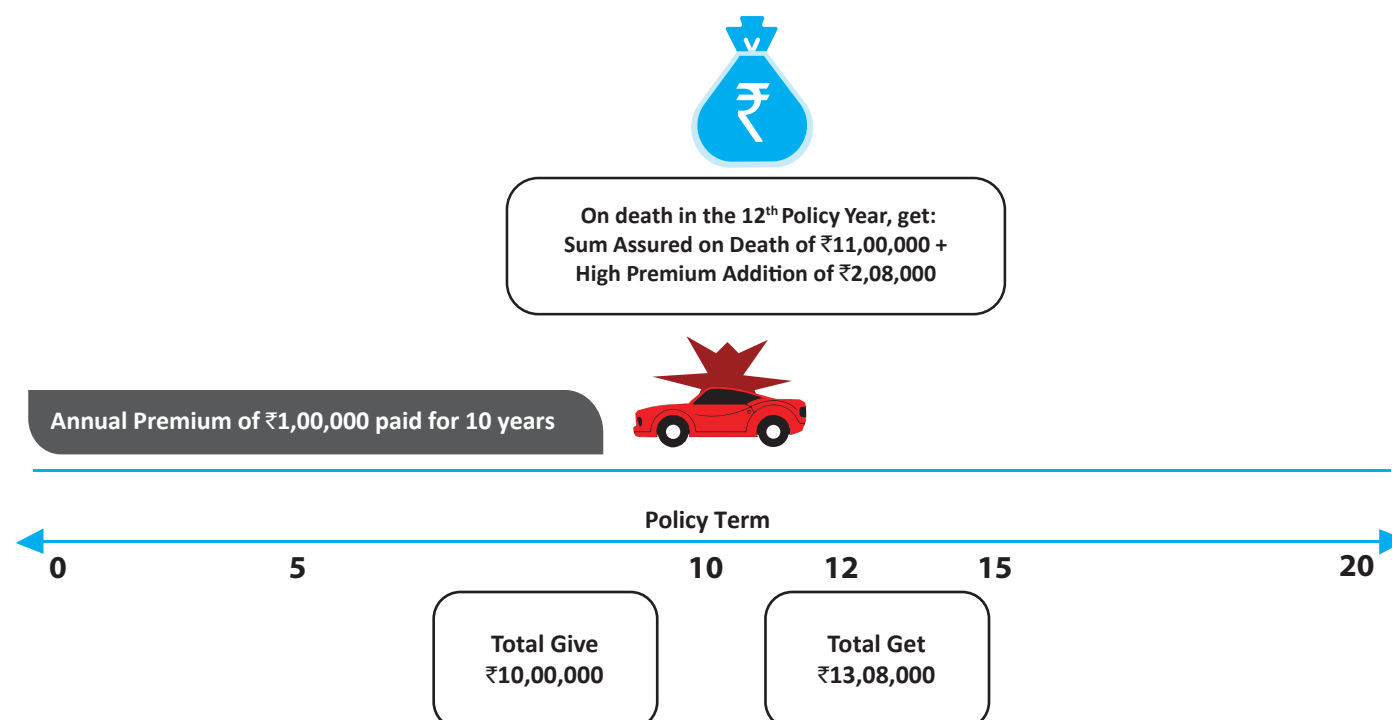 ₹
On death in the 12th Policy Year, get:
Sum Assured on Death of ₹11,00,000 +
High Premium Addition of ₹2,08,000
Annual Premium of ₹1,00,000 paid for 10 years
Policy Term
0 5 10 12 15 20
Total Give
₹10,00,000
Total Get
₹13,08,000